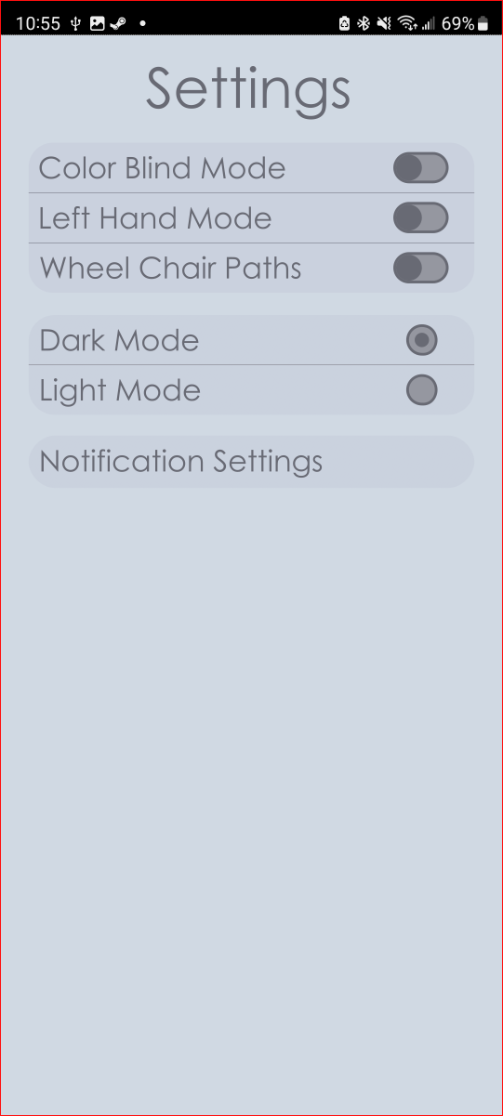 10:55 69%
Settings
Color Blind Mode
Left Hand Mode
Wheel Chair Paths
Dark Mode
Light Mode
Notification Settings